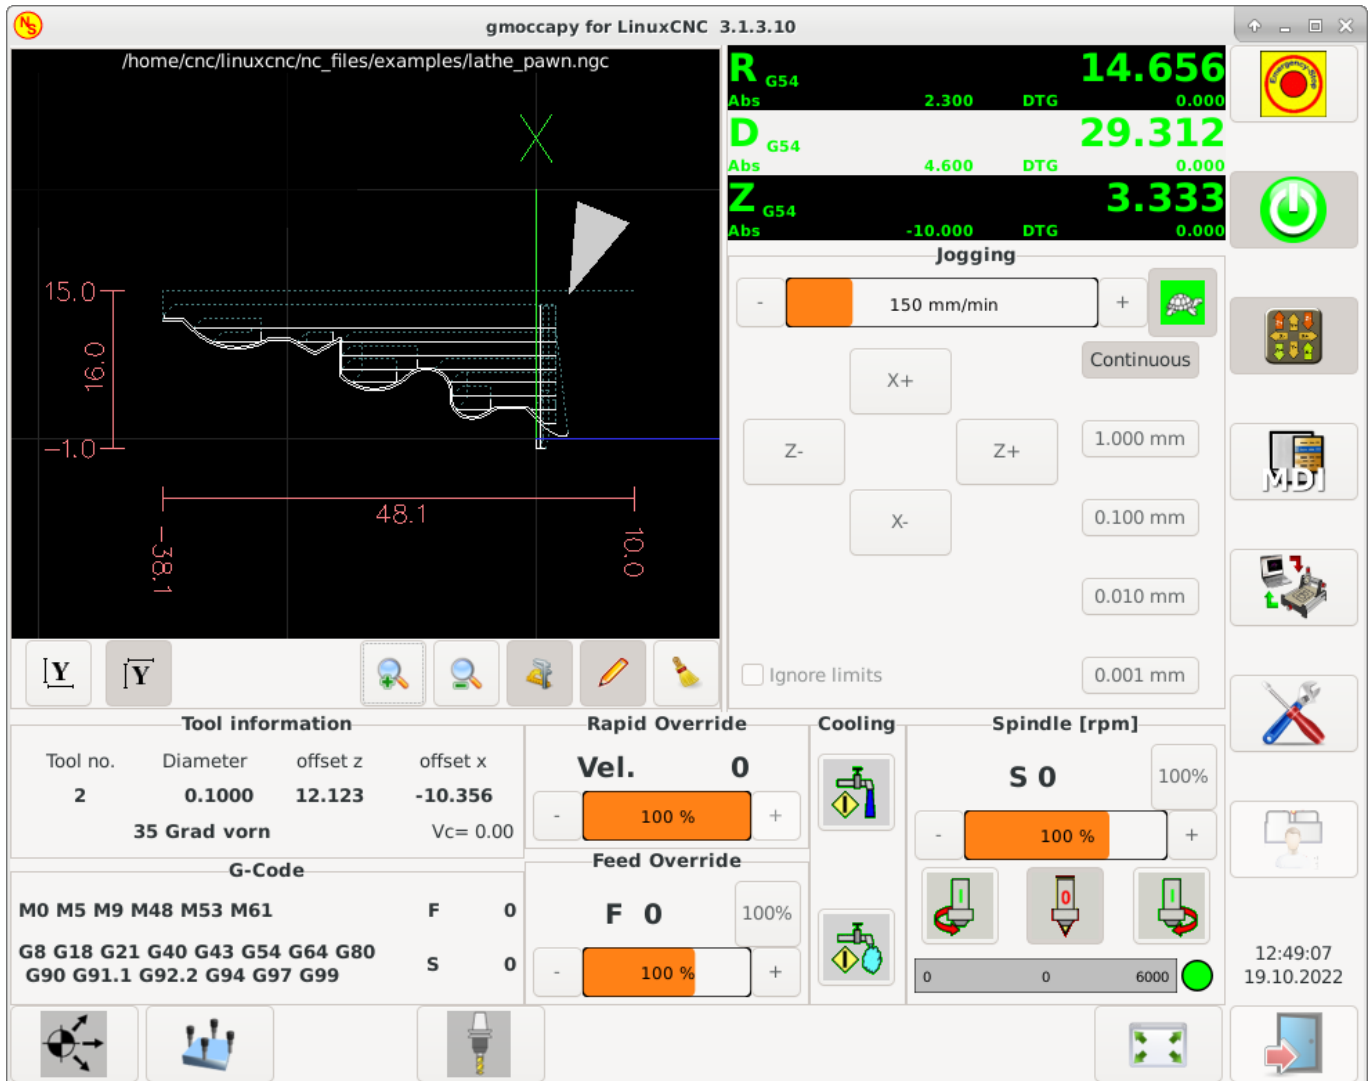 NS
gmoccapy for LinuxCNC 3.1.3.10
/home/cnc/linuxcnc/nc_files/examples/lathe_pawn.ngc
X
15.0
16.0
-1.0
48.1
-38.1
10.0
R G54 14.656
Abs 2.300 DTG 0.000
D G54 29.312
Abs 4.600 DTG 0.000
Z G54 3.333
Abs -10.000 DTG 0.000
Emergency-Stop
Jogging
- 150 mm/min +
Continuous
X+
1.000 mm
Z- Z+
0.100 mm
X-
0.010 mm
Ignore limits 0.001 mm
MDI
Y Y
Tool information
Tool no. Diameter offset z offset x
2 0.1000 12.123 -10.356
35 Grad vorn Vc= 0.00
Rapid Override
Vel. 0
- 100 % +
Cooling
Spindle [rpm]
S 0 100%
- 100 % +
I 0 I
0 0 6000
G-Code
M0 M5 M9 M48 M53 M61 F 0
G8 G18 G21 G40 G43 G54 G64 G80
G90 G91.1 G92.2 G94 G97 G99
S 0
Feed Override
F 0 100%
- 100 % +
12:49:07
19.10.2022